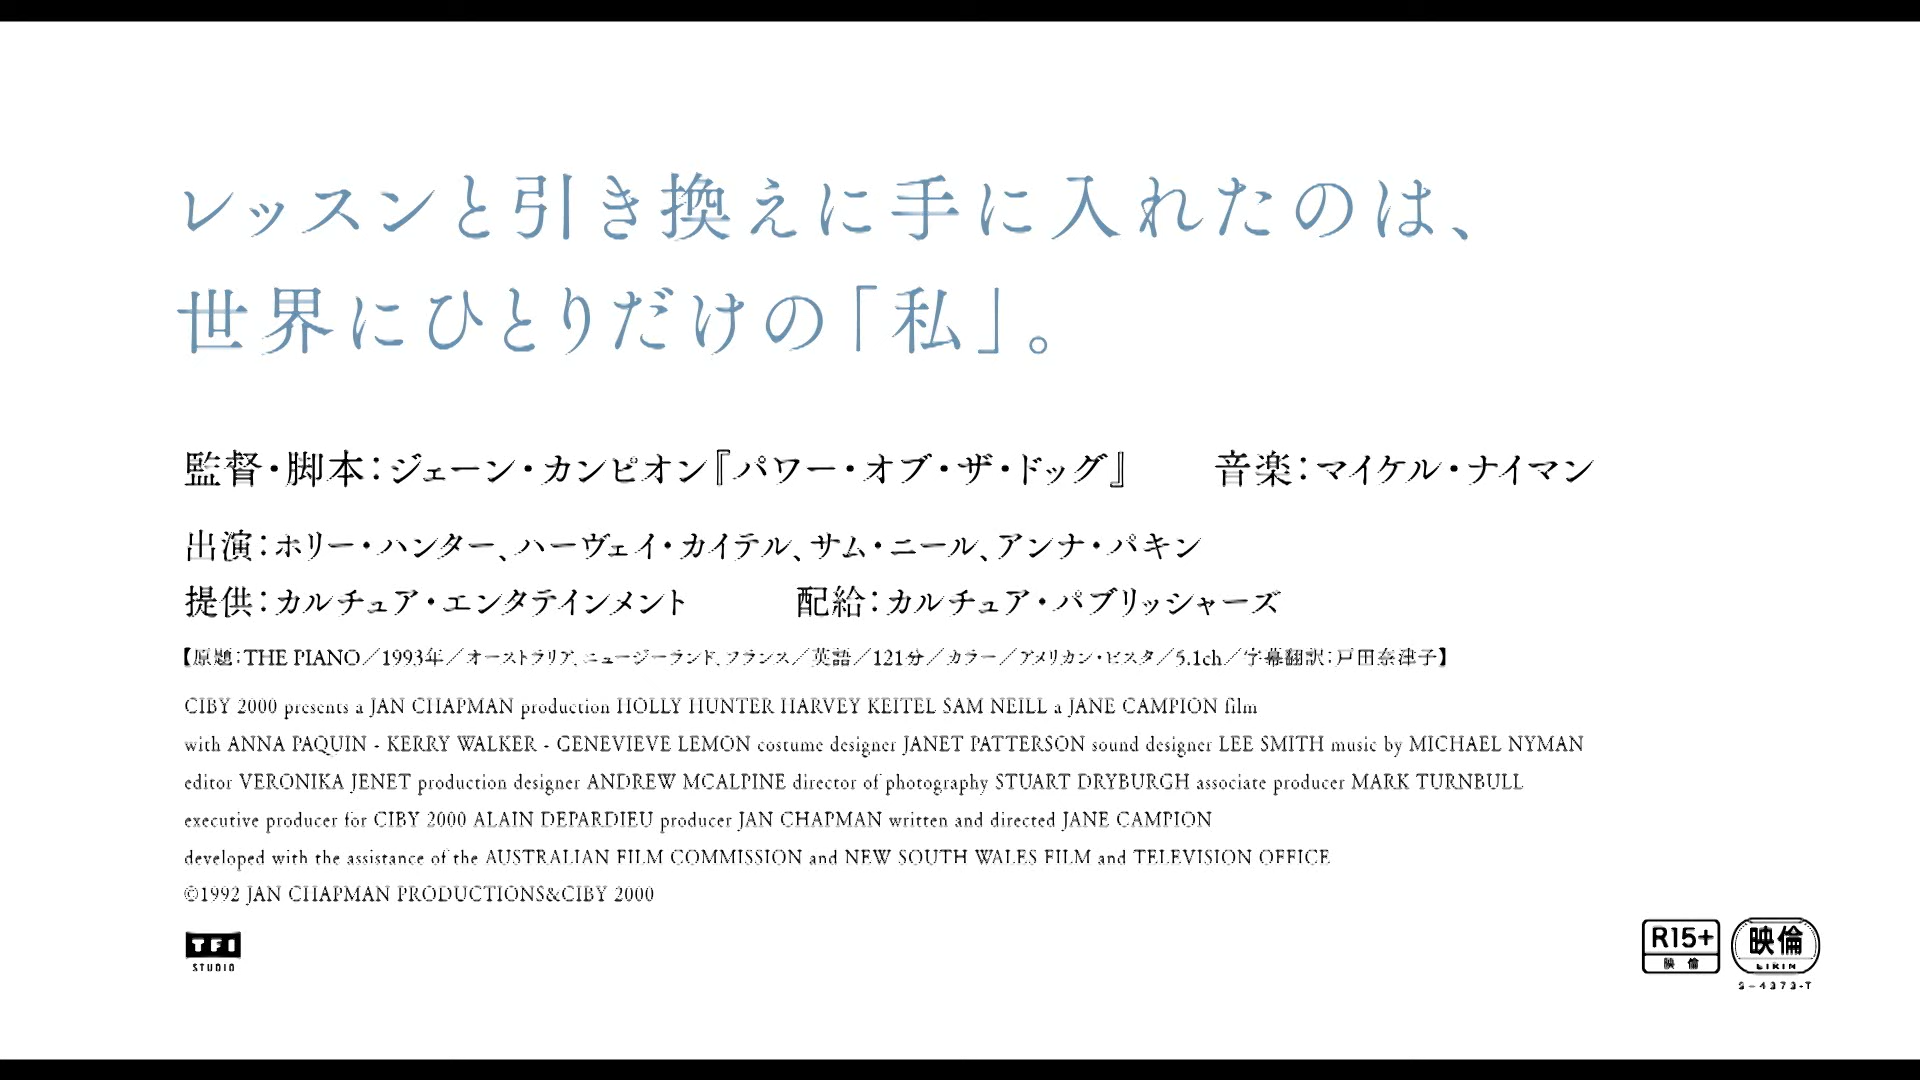 レッスンと引き換えに手に入れたのは、
世界にひとりだけの「私」。
監督・脚本：ジェーン・カンピオン『パワー・オブ・ザ・ドッグ』　音楽：マイケル・ナイマン
出演：ホリー・ハンター、ハーヴェイ・カイテル、サム・ニール、アンナ・パキン
提供：カルチュア・エンタテインメント　配給：カルチュア・パブリッシャーズ
【原題：THE PIANO／1993年／オーストラリア、ニュージーランド、フランス／英語／121分／カラー／アメリカン・ビスタ／5.1ch／字幕翻訳：戸田奈津子】
CIBY 2000 presents a JAN CHAPMAN production HOLLY HUNTER HARVEY KEITEL SAM NEILL a JANE CAMPION film
with ANNA PAQUIN - KERRY WALKER - GENEVIEVE LEMON costume designer JANET PATTERSON sound designer LEE SMITH music by MICHAEL NYMAN
editor VERONIKA JENET production designer ANDREW MCALPINE director of photography STUART DRYBURGH associate producer MARK TURNBULL
executive producer for CIBY 2000 ALAIN DEPARDIEU producer JAN CHAPMAN written and directed JANE CAMPION
developed with the assistance of the AUSTRALIAN FILM COMMISSION and NEW SOUTH WALES FILM and TELEVISION OFFICE
©1992 JAN CHAPMAN PRODUCTIONS&CIBY 2000
TF1
STUDIO
R15+
映倫
映倫
EIRIN
S-4373-T